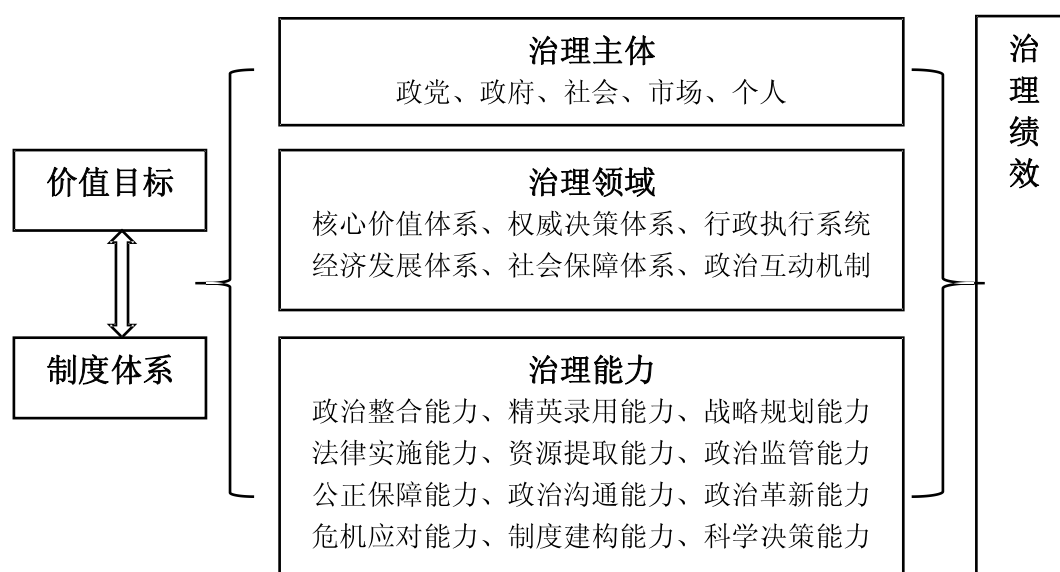 价值目标
制度体系
治理主体
政党、政府、社会、市场、个人
治理领域
核心价值体系、权威决策体系、行政执行系统
经济发展体系、社会保障体系、政治互动机制
治理能力
政治整合能力、精英录用能力、战略规划能力
法律实施能力、资源提取能力、政治监管能力
公正保障能力、政治沟通能力、政治革新能力
危机应对能力、制度建构能力、科学决策能力
治理绩效